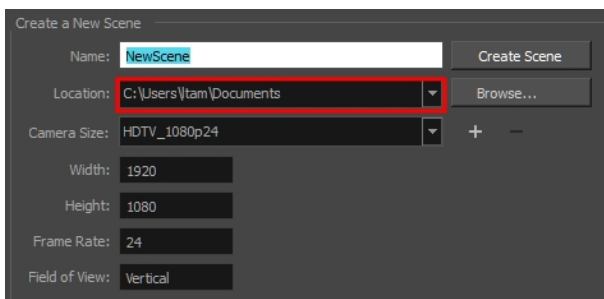 Create a New Scene
Name: NewScene Create Scene
Location: C:\Users\ltam\Documents Browse...
Camera Size: HDTV_1080p24 + −
Width: 1920
Height: 1080
Frame Rate: 24
Field of View: Vertical